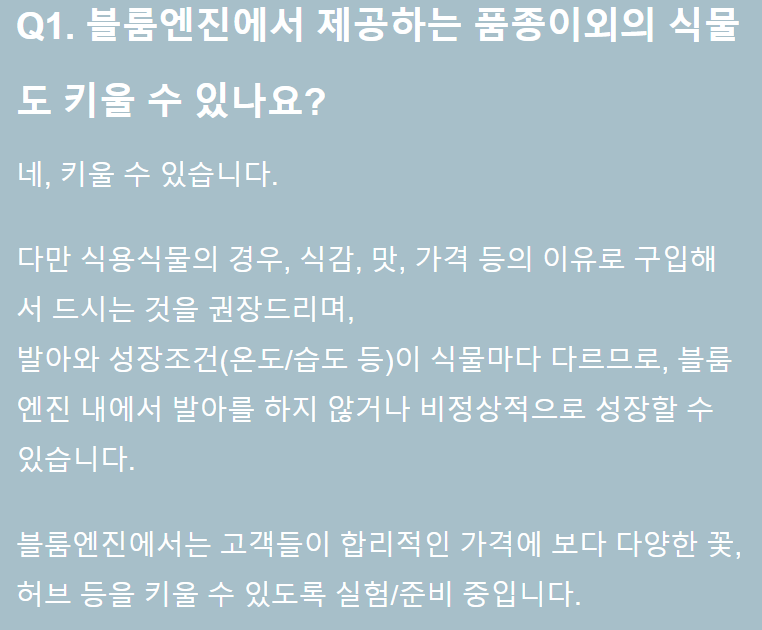 Q1. 블룸엔진에서 제공하는 품종이외의 식물
도 키울 수 있나요?
네, 키울 수 있습니다.
다만 식용식물의 경우, 식감, 맛, 가격 등의 이유로 구입해
서 드시는 것을 권장드리며,
발아와 성장조건(온도/습도 등)이 식물마다 다르므로, 블룸
엔진 내에서 발아를 하지 않거나 비정상적으로 성장할 수
있습니다.
블룸엔진에서는 고객들이 합리적인 가격에 보다 다양한 꽃,
허브 등을 키울 수 있도록 실험/준비 중입니다.